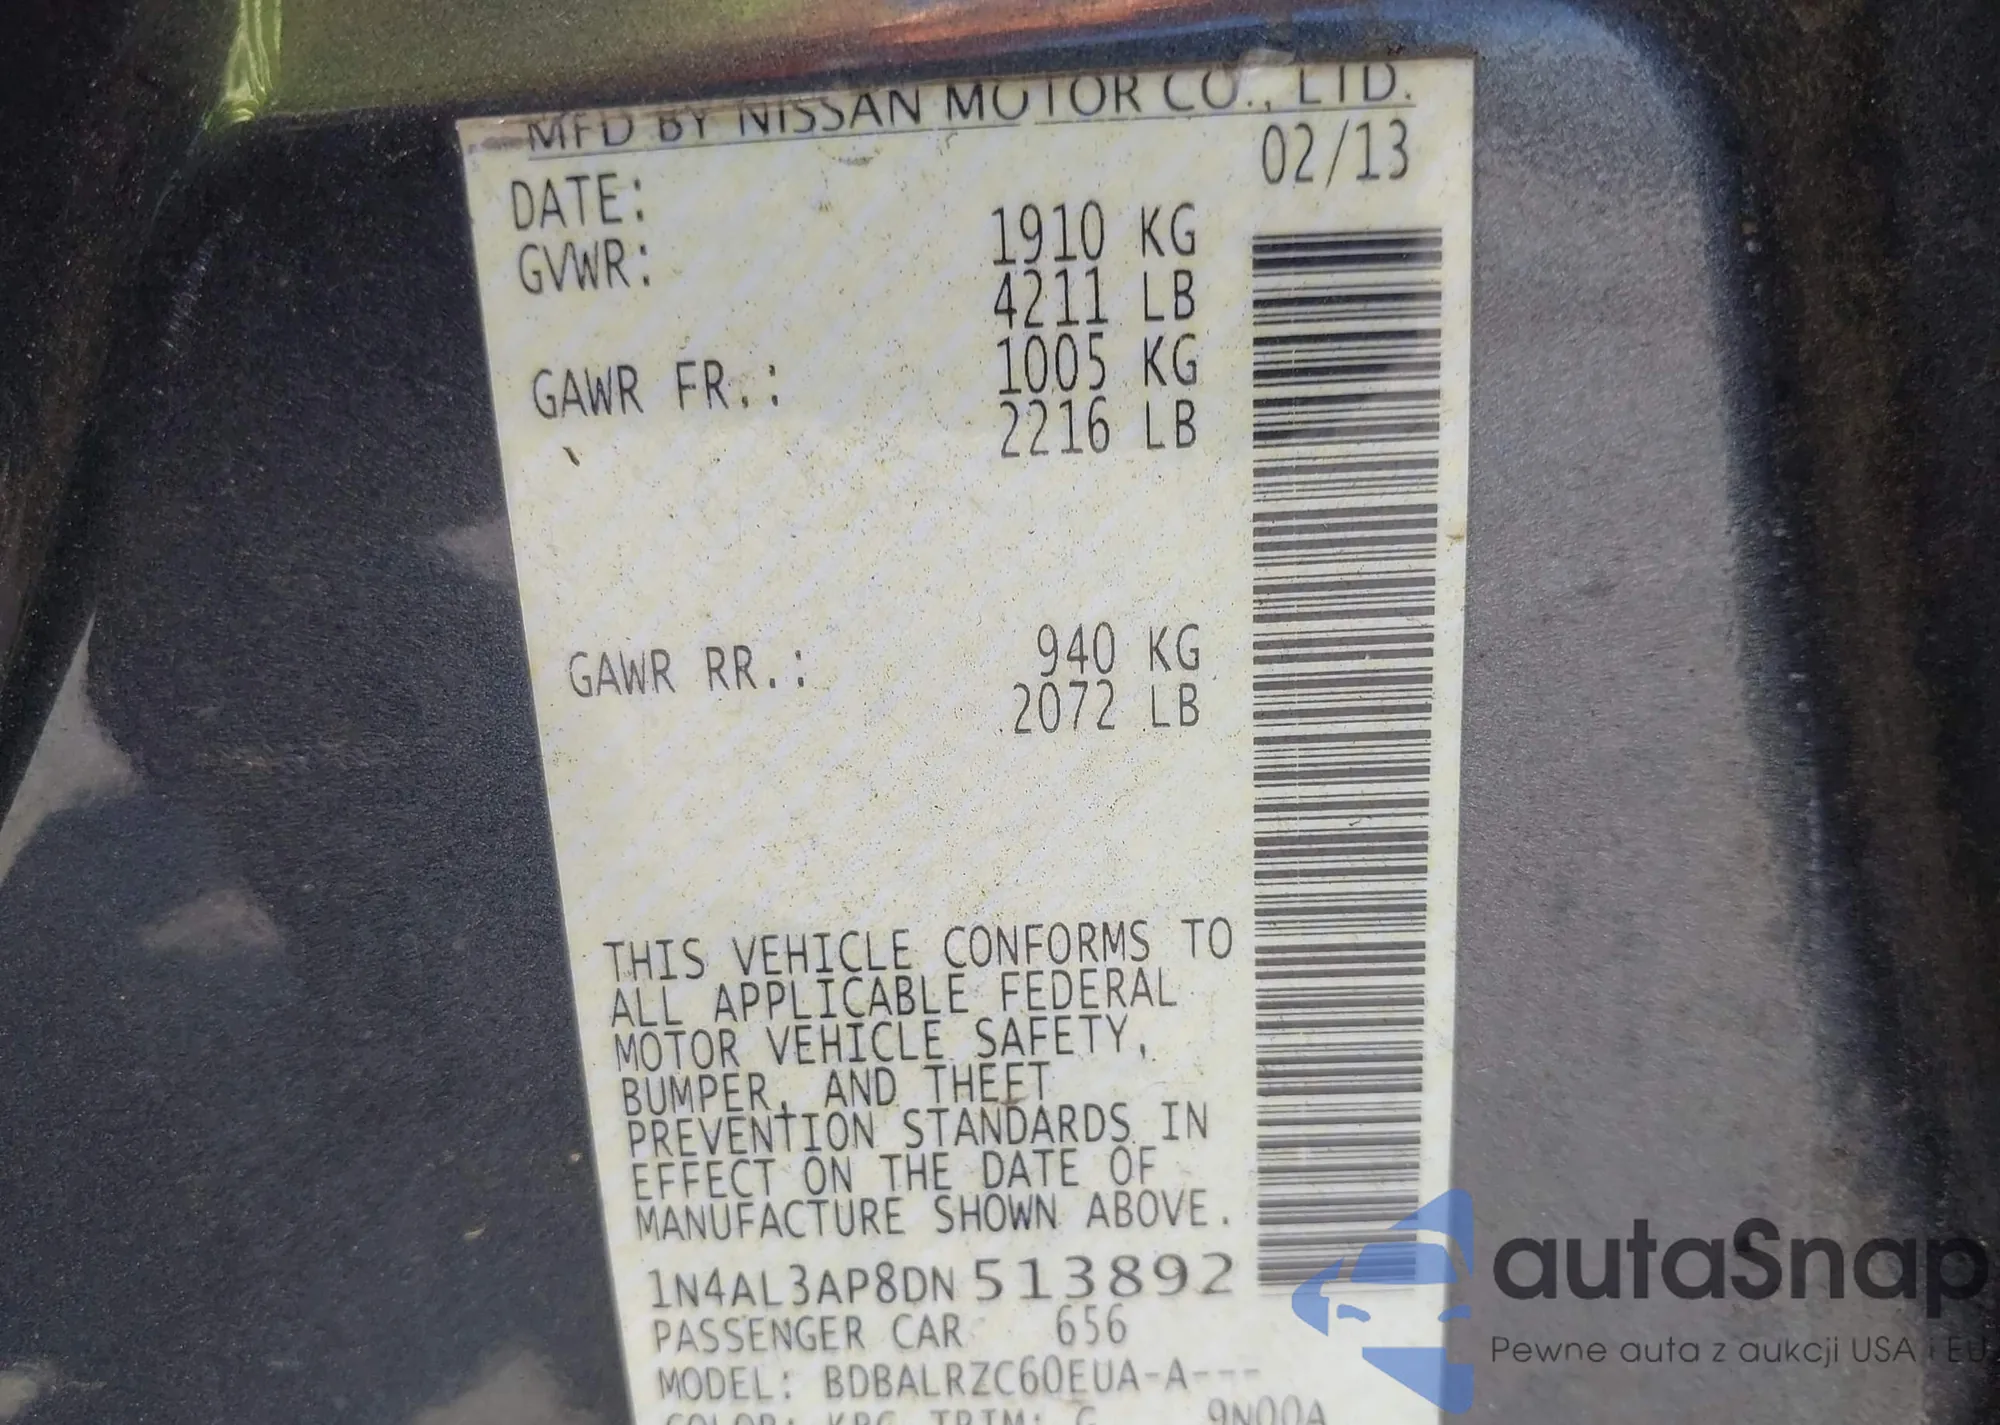 MFD BY NISSAN MOTOR CO., LTD.
DATE: 02/13
GVWR: 1910 KG
4211 LB
GAWR FR.: 1005 KG
2216 LB
GAWR RR.: 940 KG
2072 LB
THIS VEHICLE CONFORMS TO
ALL APPLICABLE FEDERAL
MOTOR VEHICLE SAFETY,
BUMPER, AND THEFT
PREVENTION STANDARDS IN
EFFECT ON THE DATE OF
MANUFACTURE SHOWN ABOVE.
1N4AL3AP8DN513892
PASSENGER CAR 656
MODEL: BDBALRZC60EUA-A---
COLOR: TRIM: G 9N00A
autaSnap
Pewne auta z aukcji USA i EU